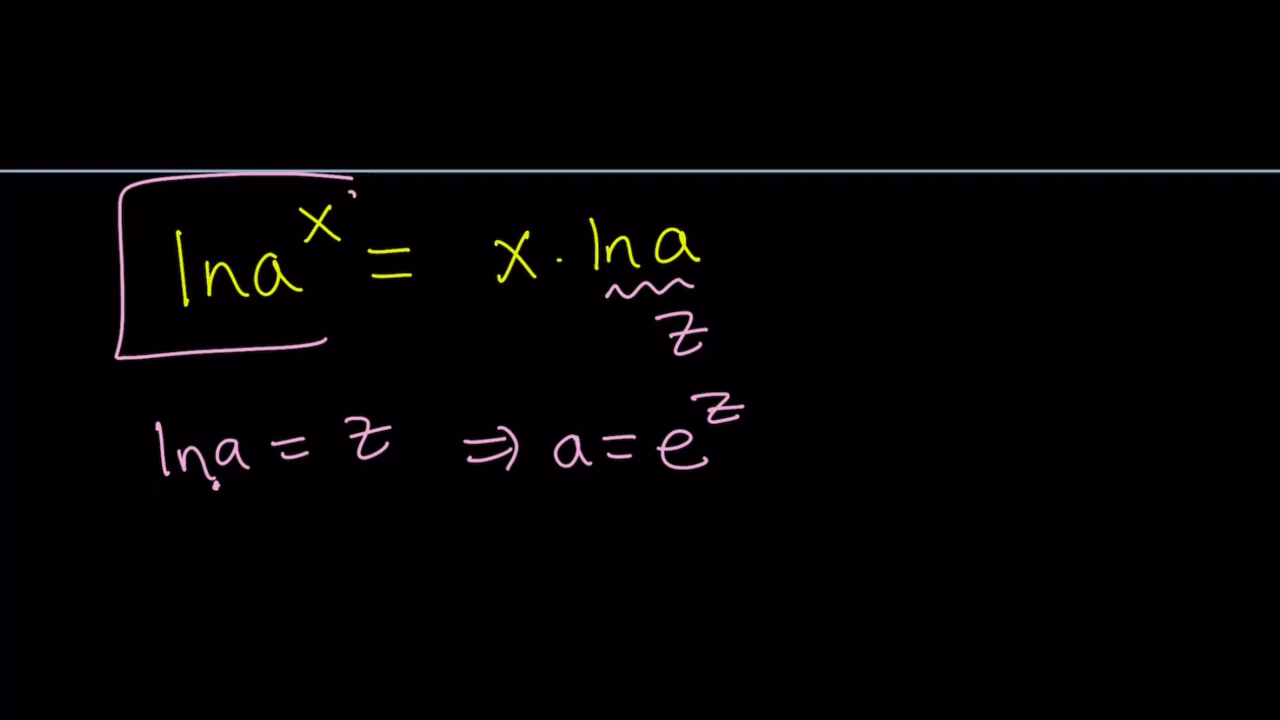 ln a^x = x · ln a
z
ln a = z ⇒ a = e^z